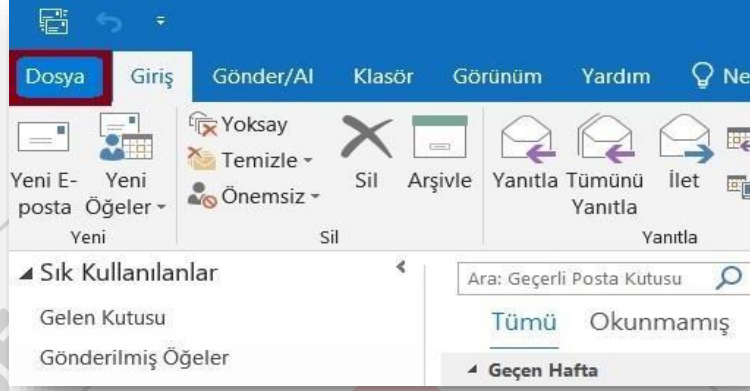 Dosya Giriş Gönder/Al Klasör Görünüm Yardım Ne
Yoksay
Temizle
Önemsiz
Yeni E-posta
Yeni Öğeler
Sil
Arşivle
Yanıtla
Tümünü Yanıtla
İlet
Yeni Sil Yanıtla
Sık Kullanılanlar
Gelen Kutusu
Gönderilmiş Öğeler
Ara: Geçerli Posta Kutusu
Tümü Okunmamış
Geçen Hafta